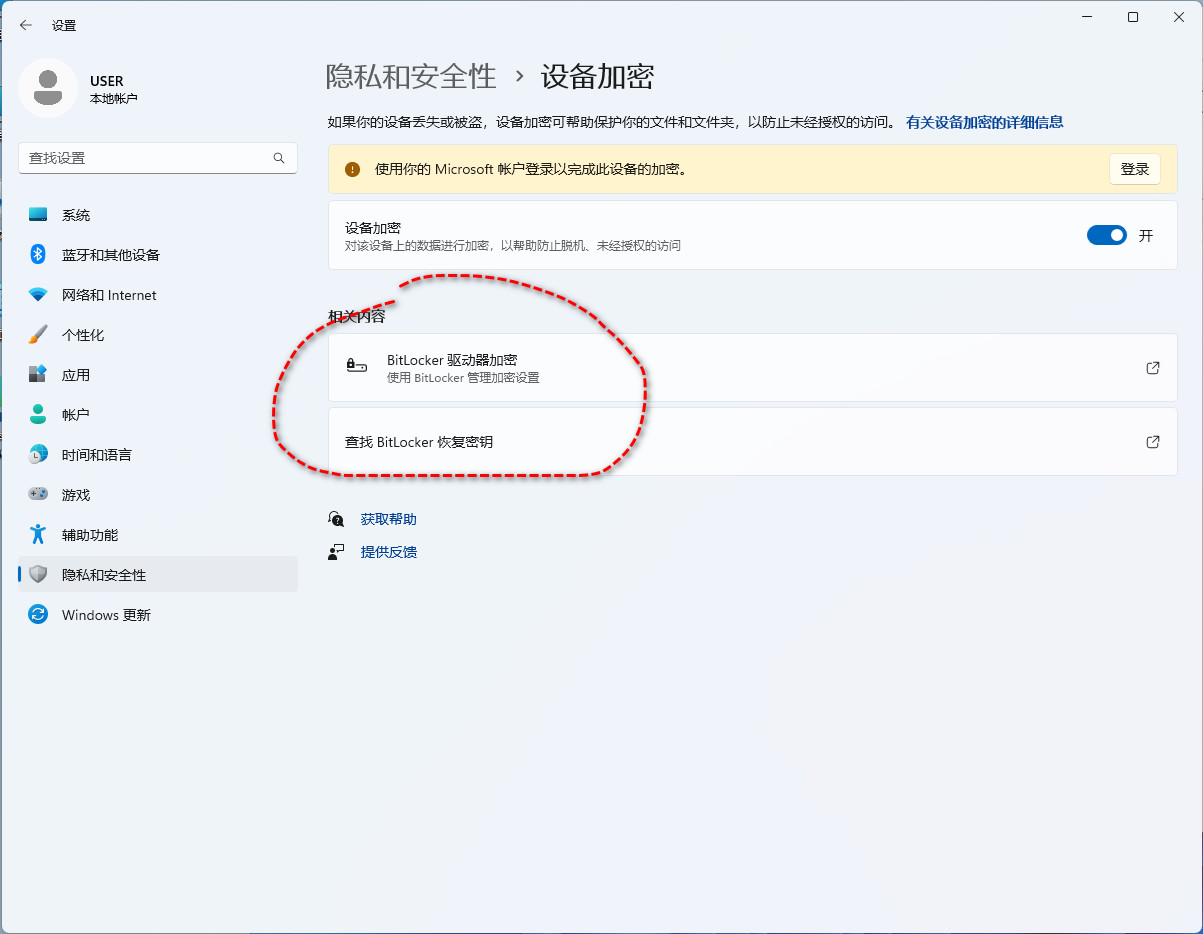 设置
USER
本地帐户
查找设置
系统
蓝牙和其他设备
网络和 Internet
个性化
应用
帐户
时间和语言
游戏
辅助功能
隐私和安全性
Windows 更新
隐私和安全性 › 设备加密
如果你的设备丢失或被盗，设备加密可帮助保护你的文件和文件夹，以防止未经授权的访问。 有关设备加密的详细信息
使用你的 Microsoft 帐户登录以完成此设备的加密。 登录
设备加密
对该设备上的数据进行加密，以帮助防止脱机、未经授权的访问
开
相关内容
BitLocker 驱动器加密
使用 BitLocker 管理加密设置
查找 BitLocker 恢复密钥
获取帮助
提供反馈